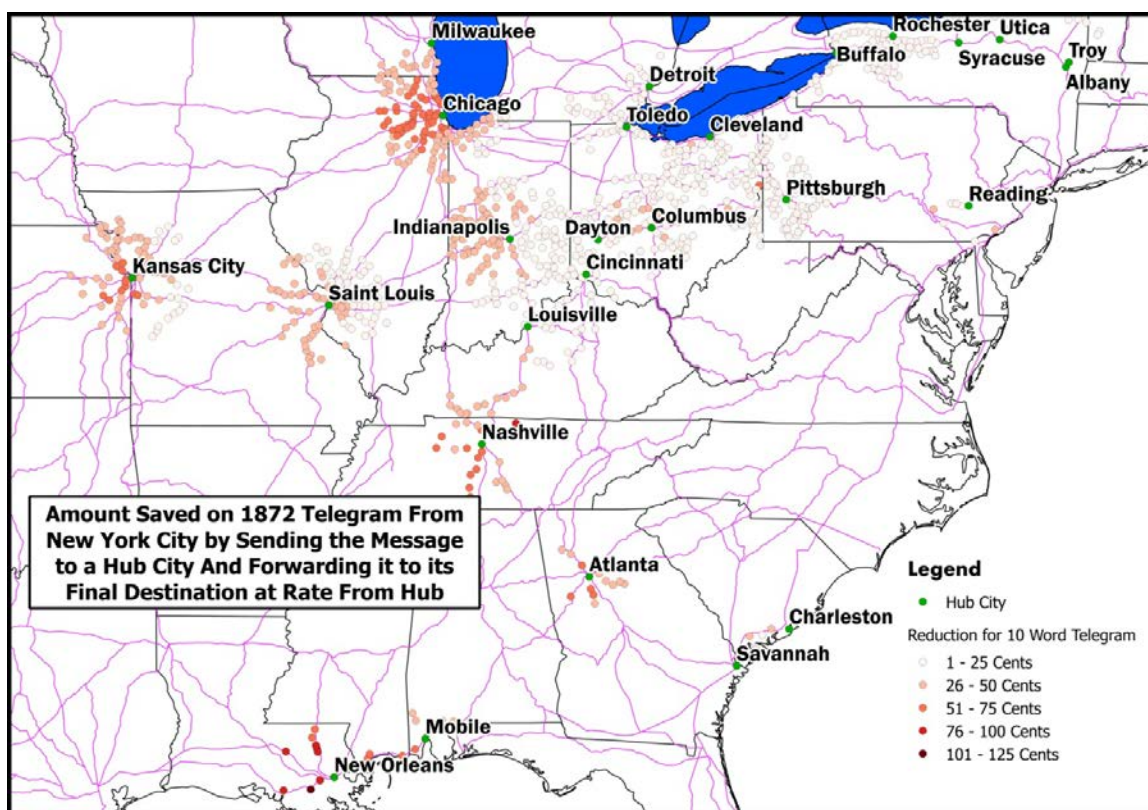 Rochester
Utica
Milwaukee
Buffalo
Syracuse
Troy
Albany
Detroit
Chicago
Toledo
Cleveland
Pittsburgh
Reading
Indianapolis
Dayton
Columbus
Kansas City
Cincinnati
Saint Louis
Louisville
Nashville
Amount Saved on 1872 Telegram From
New York City by Sending the Message
to a Hub City And Forwarding it to its
Final Destination at Rate From Hub
Atlanta
Charleston
Savannah
Mobile
New Orleans
Legend
Hub City
Reduction for 10 Word Telegram
1 - 25 Cents
26 - 50 Cents
51 - 75 Cents
76 - 100 Cents
101 - 125 Cents